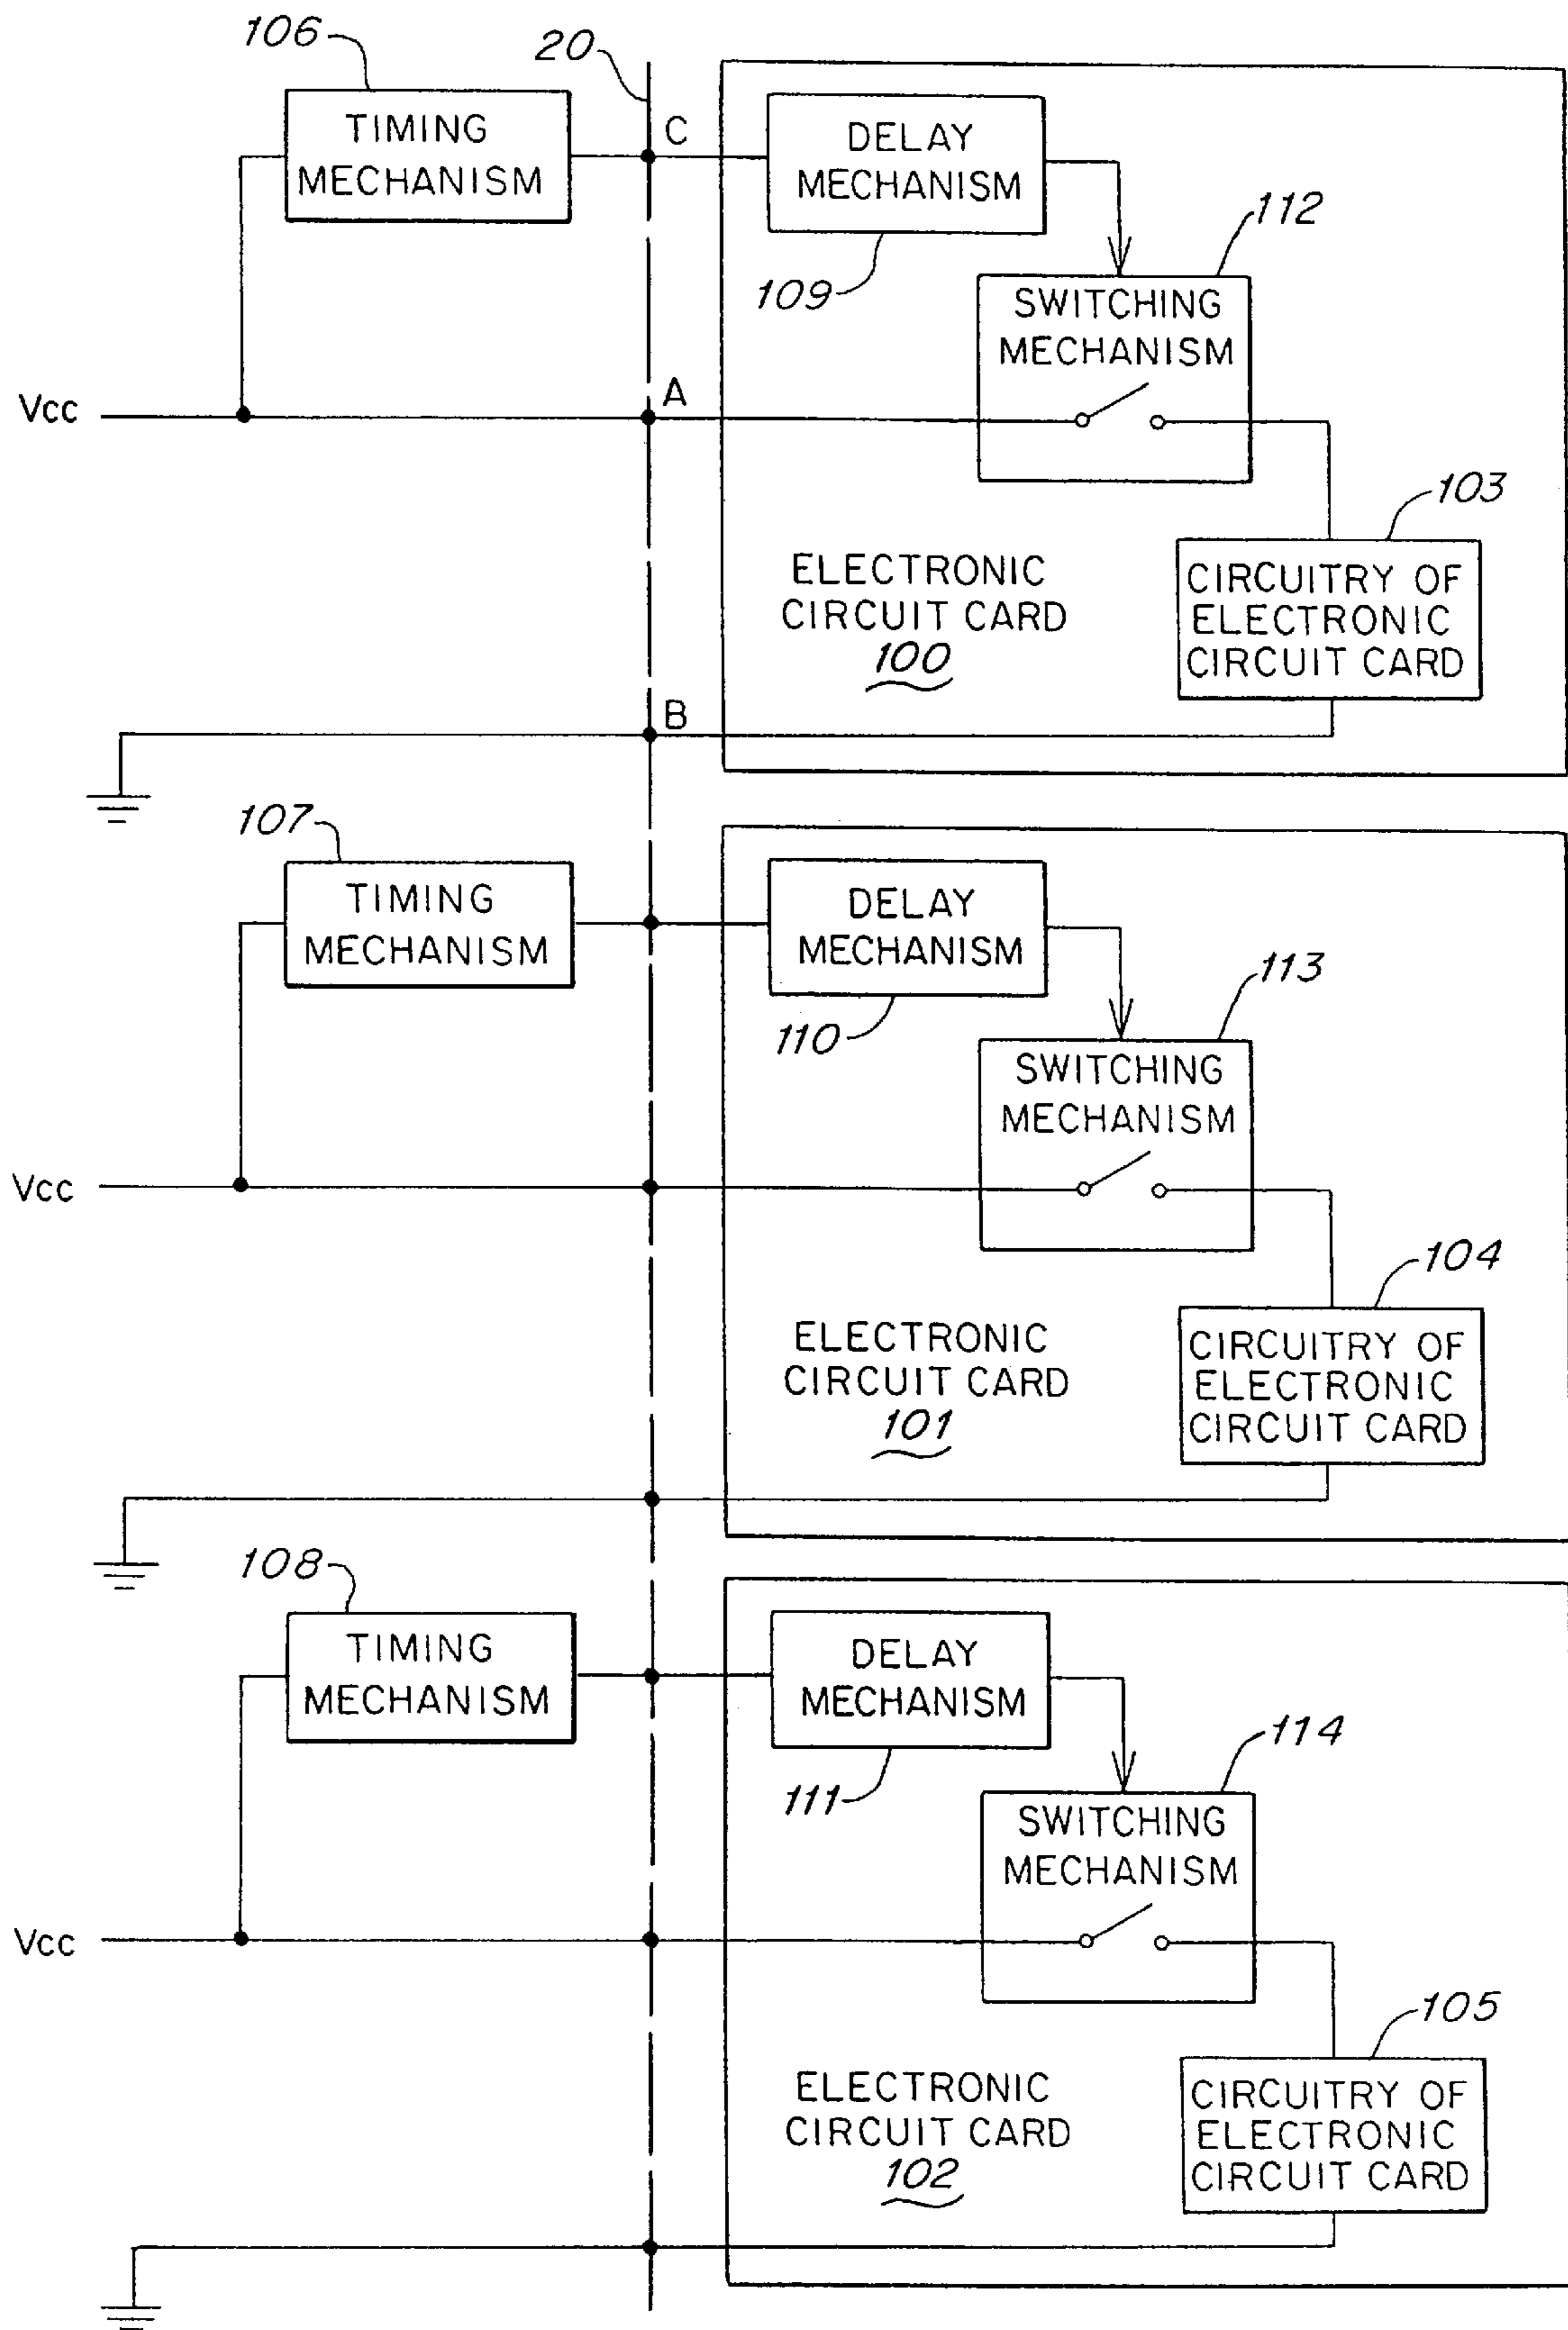 106
20
TIMING
MECHANISM
C
DELAY
MECHANISM
109
112
SWITCHING
MECHANISM
Vcc
A
103
ELECTRONIC
CIRCUIT CARD
100
CIRCUITRY OF
ELECTRONIC
CIRCUIT CARD
B
107
TIMING
MECHANISM
DELAY
MECHANISM
110
113
SWITCHING
MECHANISM
Vcc
104
ELECTRONIC
CIRCUIT CARD
101
CIRCUITRY OF
ELECTRONIC
CIRCUIT CARD
108
TIMING
MECHANISM
DELAY
MECHANISM
111
114
SWITCHING
MECHANISM
Vcc
105
ELECTRONIC
CIRCUIT CARD
102
CIRCUITRY OF
ELECTRONIC
CIRCUIT CARD